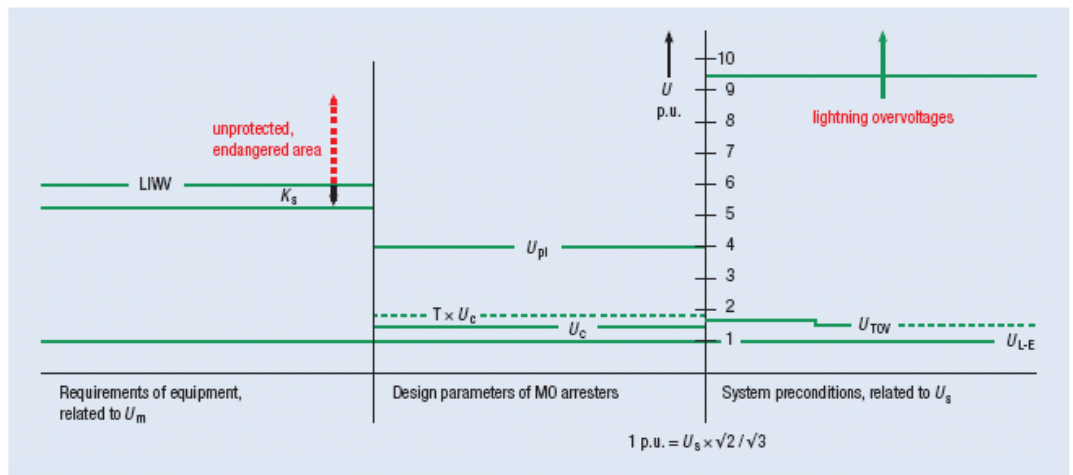 unprotected,
endangered area
LIWV
Ks
Upl
T × Uc
Uc
U
p.u.
10
9
8
7
6
5
4
3
2
1
lightning overvoltages
UTOV
UL-E
Requirements of equipment,
related to Um
Design parameters of MO arresters
System preconditions, related to Us
1 p.u. = Us × √2 / √3